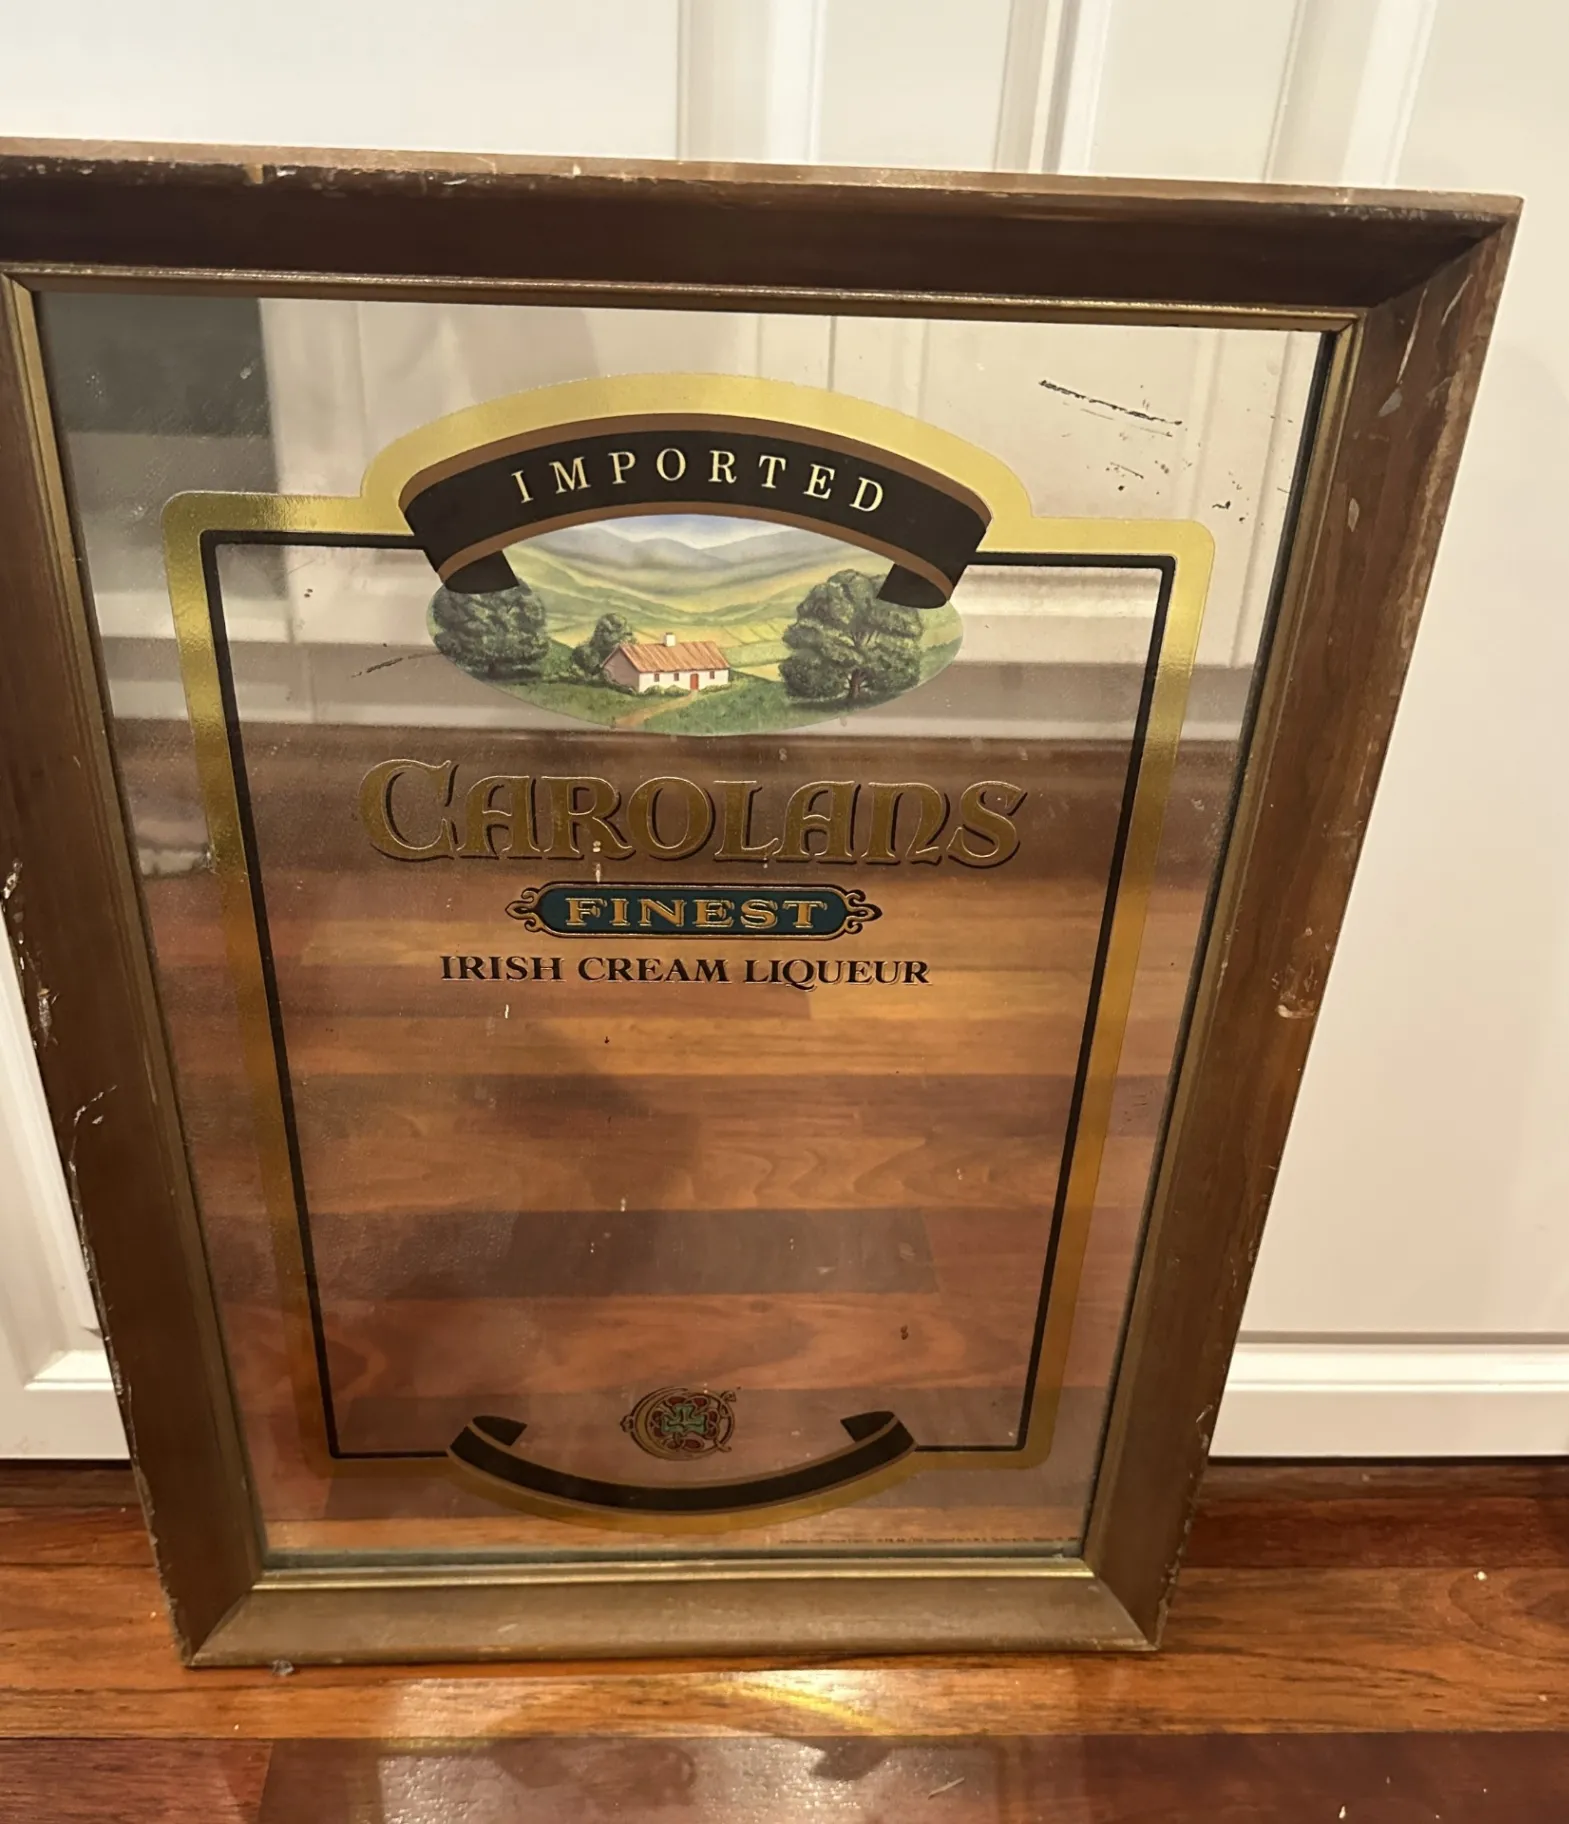 IMPORTED
CAROLANS
FINEST
IRISH CREAM LIQUEUR